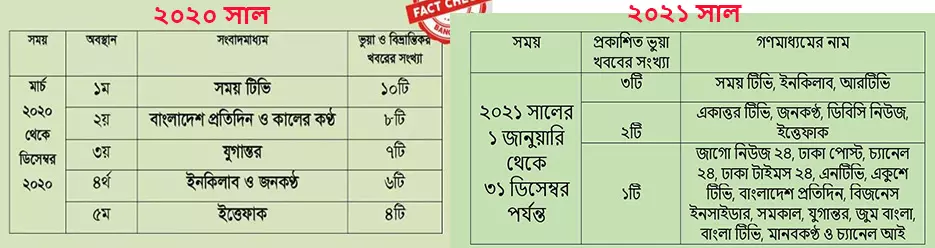 ২০২০ সাল
FACT CHE
BANG
সময়
অবস্থান
সংবাদমাধ্যম
ভুয়া ও বিভ্রান্তিকর
খবরের সংখ্যা
মার্চ
২০২০
থেকে
ডিসেম্বর
২০২০
১ম
সময় টিভি
১০টি
২য়
বাংলাদেশ প্রতিদিন ও কালের কণ্ঠ
৮টি
৩য়
যুগান্তর
৭টি
৪র্থ
ইনকিলাব ও জনকণ্ঠ
৬টি
৫ম
ইত্তেফাক
৪টি
২০২১ সাল
সময়
প্রকাশিত ভুয়া
খববের সংখ্যা
গণমাধ্যমের নাম
২০২১ সালের
১ জানুয়ারি
থেকে
৩১ ডিসেম্বর
পর্যন্ত
৩টি
সময় টিভি, ইনকিলাব, আরটিভি
২টি
একাত্তর টিভি, জনকণ্ঠ, ডিবিসি নিউজ,
ইত্তেফাক
১টি
জাগো নিউজ ২৪, ঢাকা পোস্ট, চ্যানেল
২৪, ঢাকা টাইমস ২৪, এনটিভি, একুশে
টিভি, বাংলাদেশ প্রতিদিন, বিজনেস
ইনসাইডার, সমকাল, যুগান্তর, জুম বাংলা,
বাংলা টিভি, মানবকণ্ঠ ও চ্যানেল আই